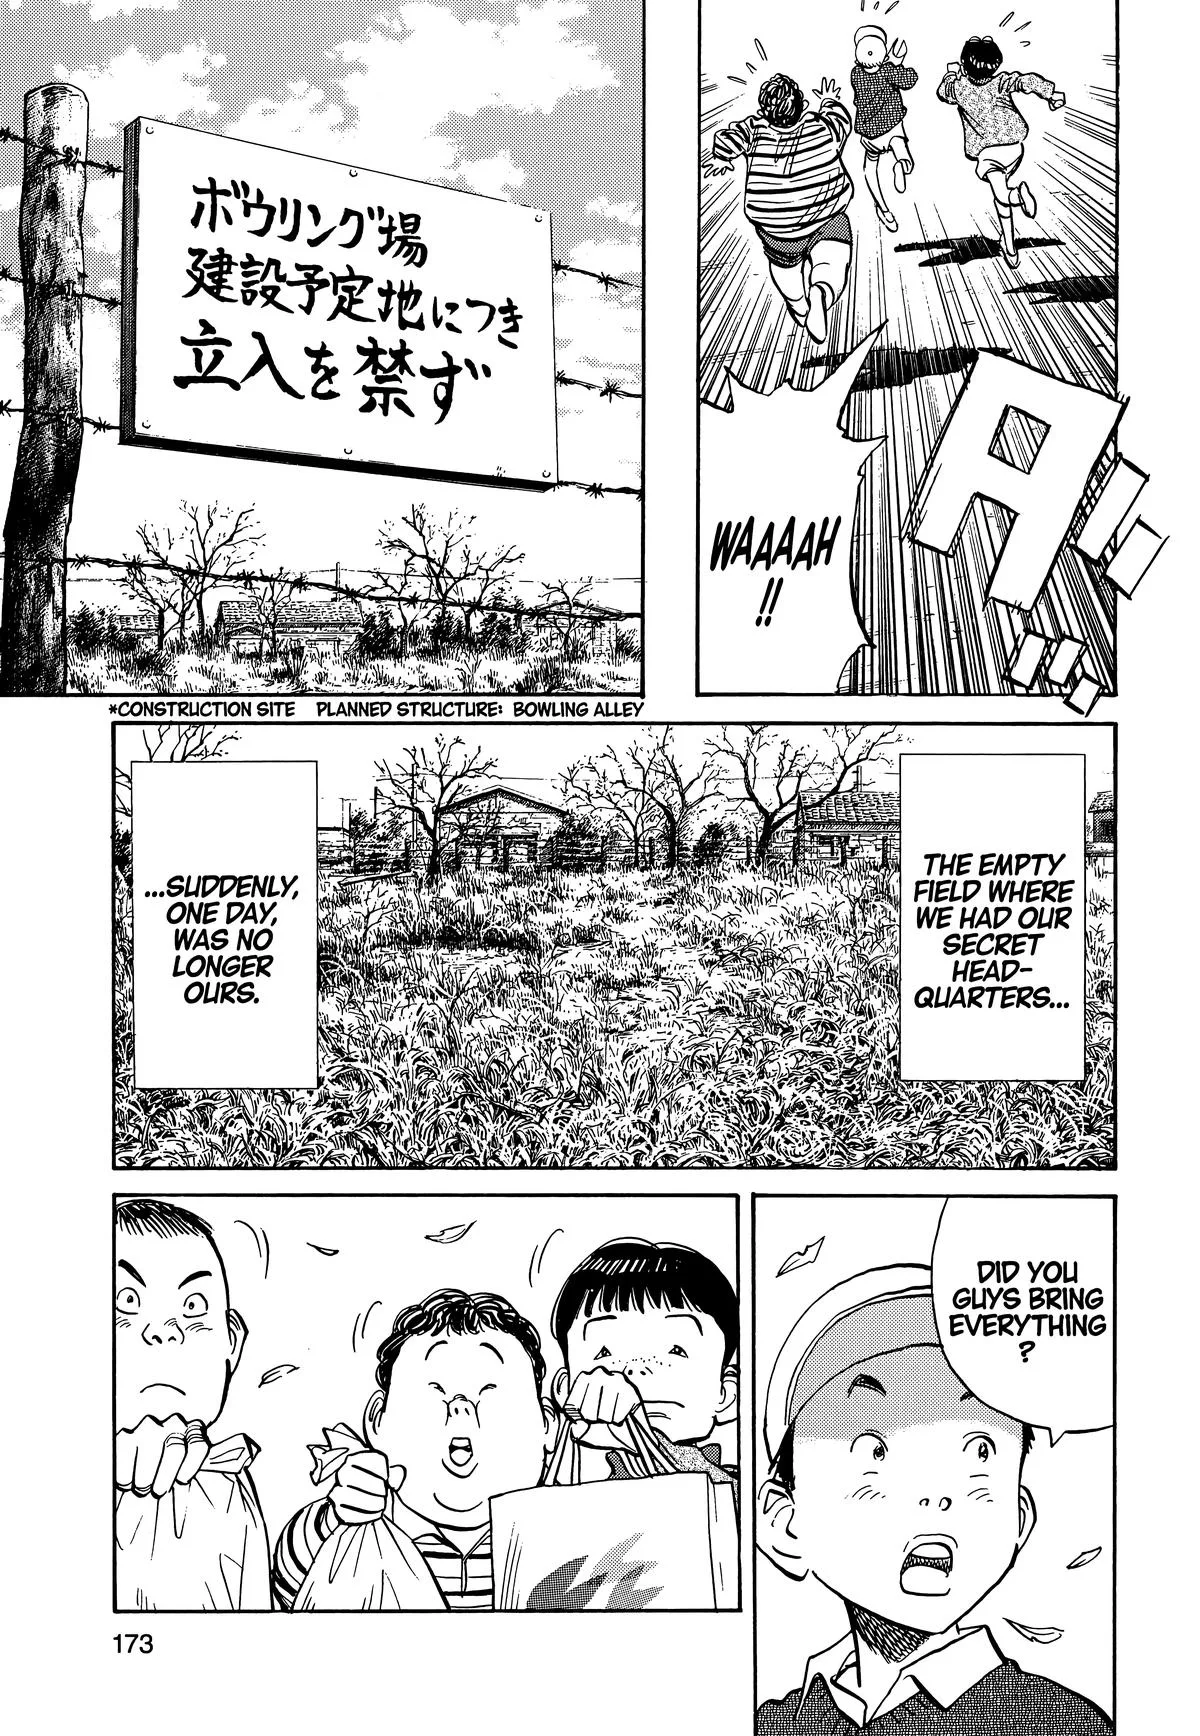 WAAAAH
!!
ボウリング場
建設予定地につき
立入を禁ず
*CONSTRUCTION SITE PLANNED STRUCTURE: BOWLING ALLEY
THE EMPTY
FIELD WHERE
WE HAD OUR
SECRET
HEAD-
QUARTERS...
...SUDDENLY,
ONE DAY,
WAS NO
LONGER
OURS.
DID YOU
GUYS BRING
EVERYTHING
?
173